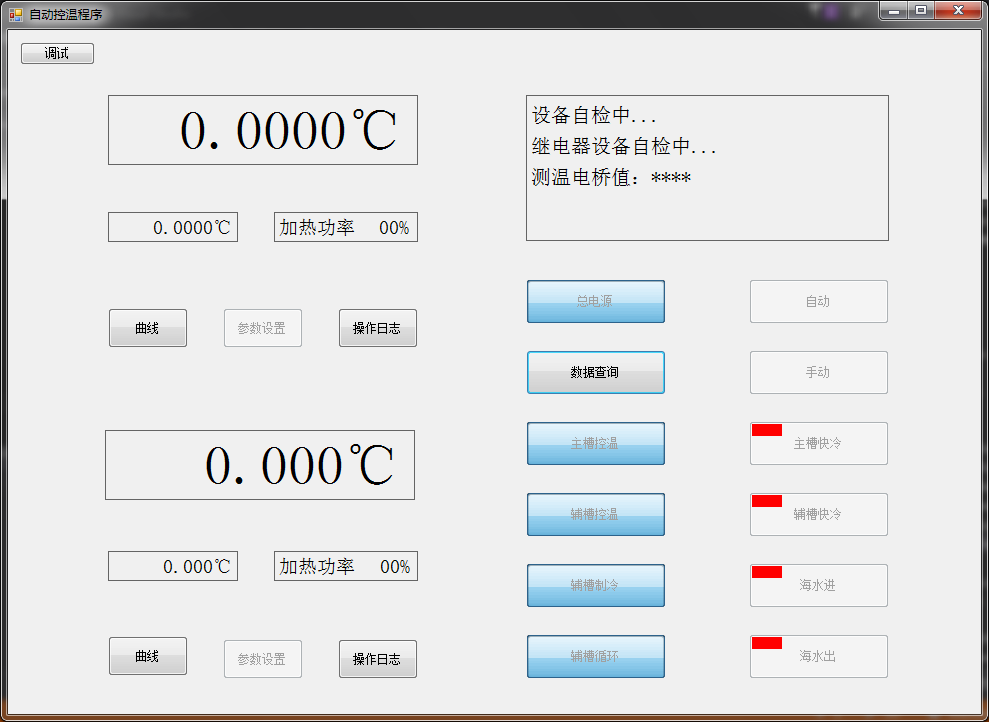 自动控温程序
调试
0.0000℃
0.0000℃
加热功率 00%
曲线
参数设置
操作日志
0.000℃
0.000℃
加热功率 00%
曲线
参数设置
操作日志
设备自检中...
继电器设备自检中...
测温电桥值：****
总电源
自动
数据查询
手动
主槽控温
主槽快冷
辅槽控温
辅槽快冷
辅槽制冷
海水进
辅槽循环
海水出